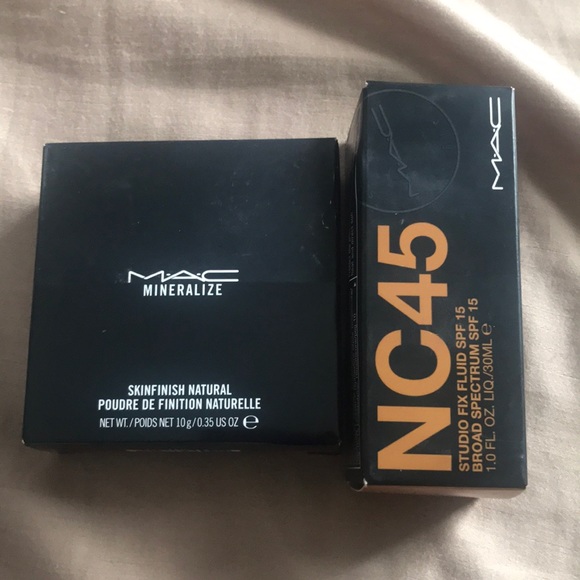 M·A·C
MINERALIZE
SKINFINISH NATURAL
POUDRE DE FINITION NATURELLE
NET WT. / POIDS NET 10 g / 0.35 US OZ ℮
M·A·C
NC45
STUDIO FIX FLUID SPF 15
BROAD SPECTRUM SPF 15
1.0 FL. OZ. LIQ./30ML ℮
MAC